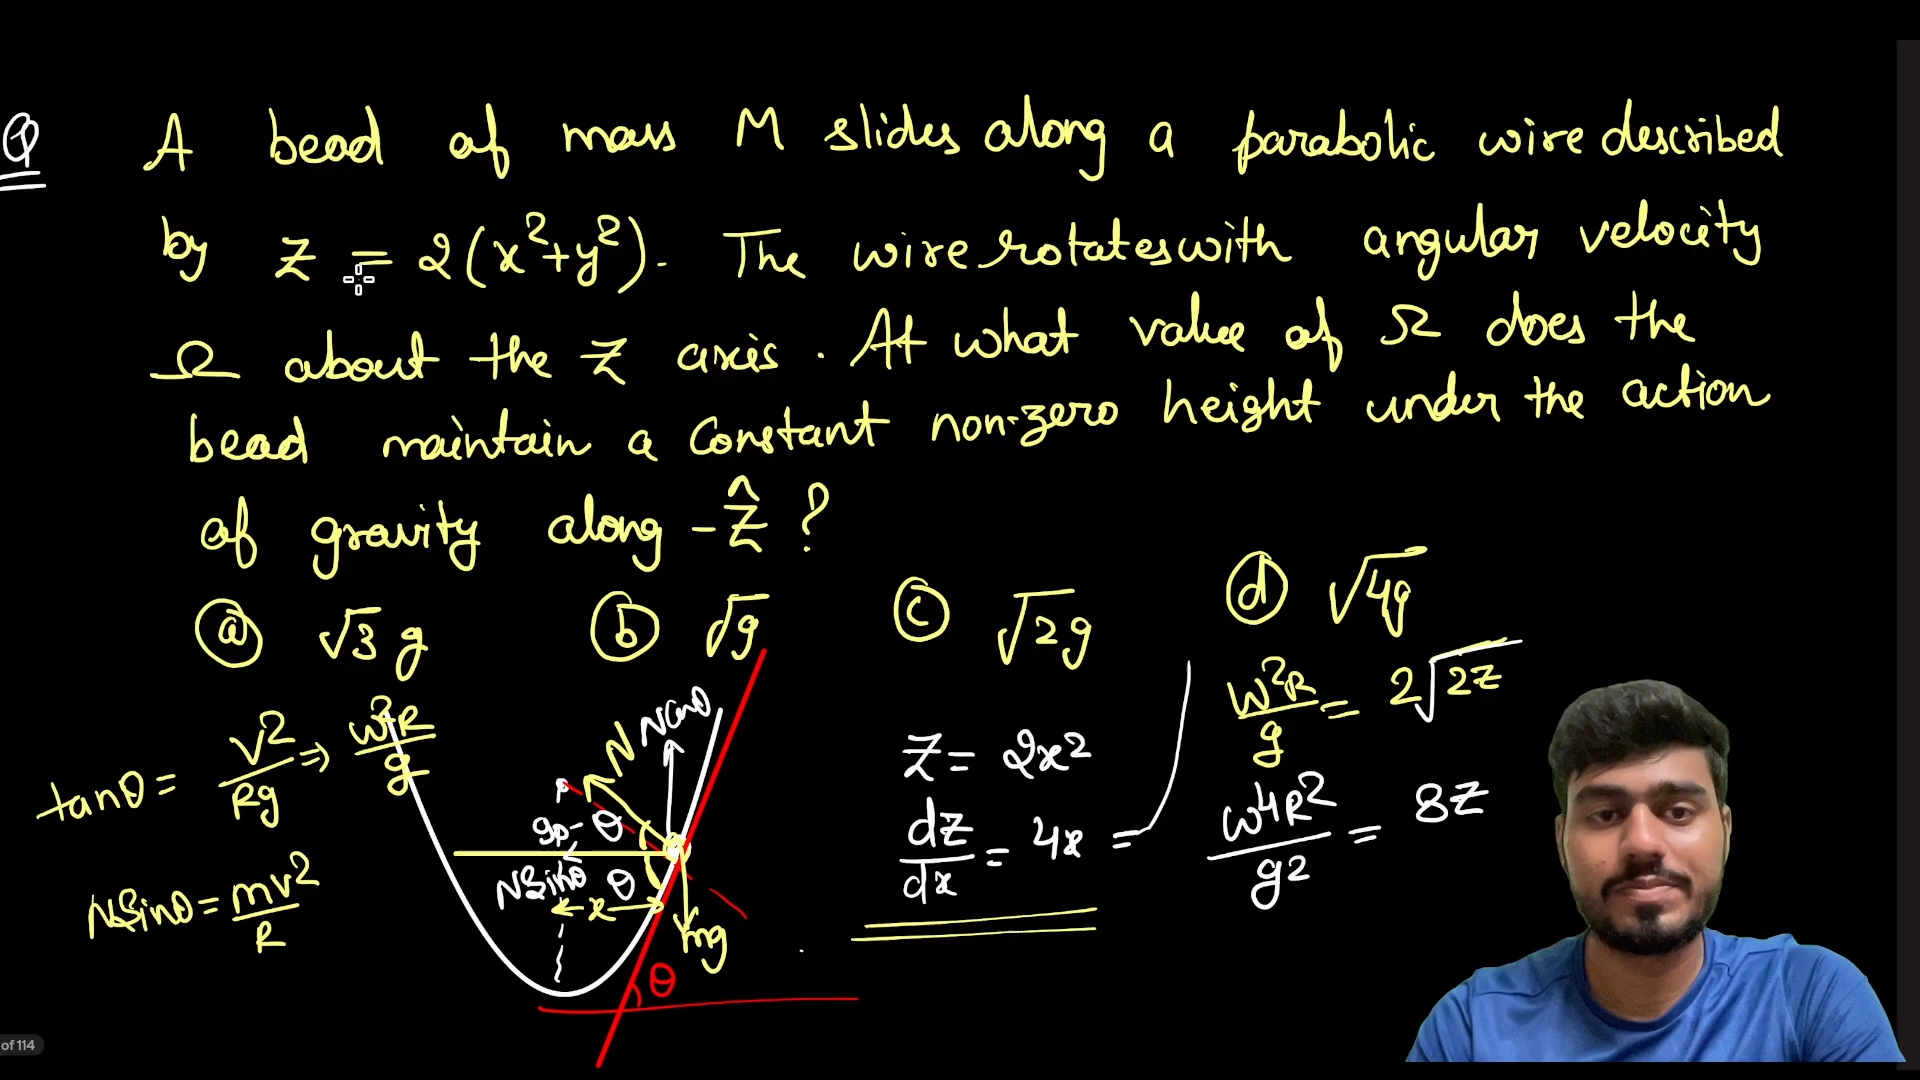 Q
A bead of mass M slides along a parabolic wire described
by z = 2(x²+y²). The wire rotates with angular velocity
Ω about the z axis. At what value of Ω does the
bead maintain a constant non-zero height under the action
of gravity along -ẑ ?
(a) √3 g (b) √g (c) √2g (d) √4g
tanθ = v²/Rg ⇒ ω²R/g
Nsinθ = mv²/R
N
Ncosθ
90-θ
Nsinθ
θ
x
mg
θ
z = 2x²
dz/dx = 4x =
ω²R/g = 2√2z
ω⁴R²/g² = 8z
of 114